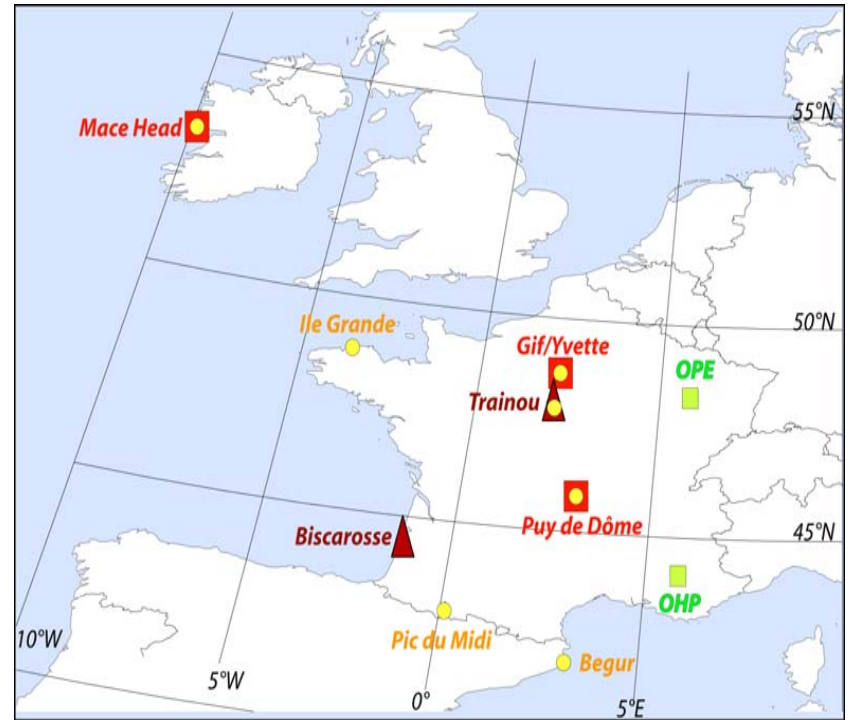 55°N
Mace Head
Ile Grande
50°N
Gif/Yvette
OPE
Trainou
Puy de Dôme
45°N
Biscarosse
OHP
10°W
Pic du Midi
Begur
5°W
0°
5°E